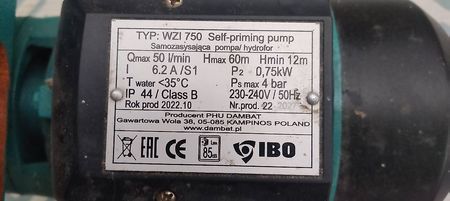 TYP: WZI 750 Self-priming pump
Samozasysająca pompa/hydrofor
Qmax 50 l/min Hmax 60m Hmin 12m
I 6.2 A /S1 P2 0,75kW
T water <35°C Ps max 4 bar
IP 44 / Class B 230-240V / 50Hz
Rok prod 2022.10 Nr.prod. 22
Producent PHU DAMBAT
Gawartowa Wola 38, 05-085 KAMPINOS POLAND
www.dambat.pl
EAC CE 85m IBO